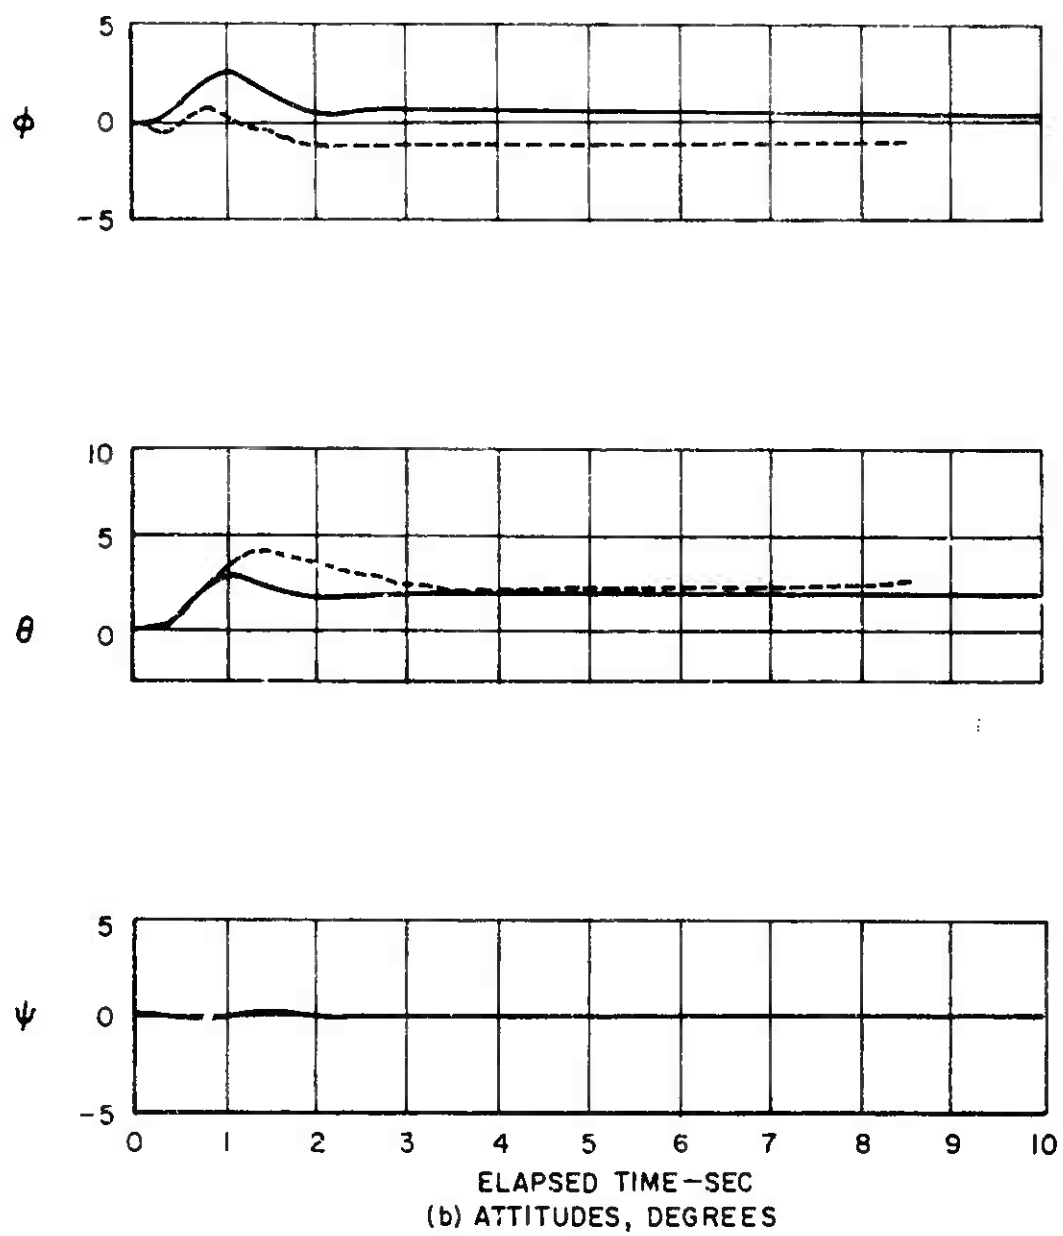 5
ϕ 0
-5
10
5
θ 0
5
ψ 0
-5
0 1 2 3 4 5 6 7 8 9 10
ELAPSED TIME-SEC
(b) ATTITUDES, DEGREES